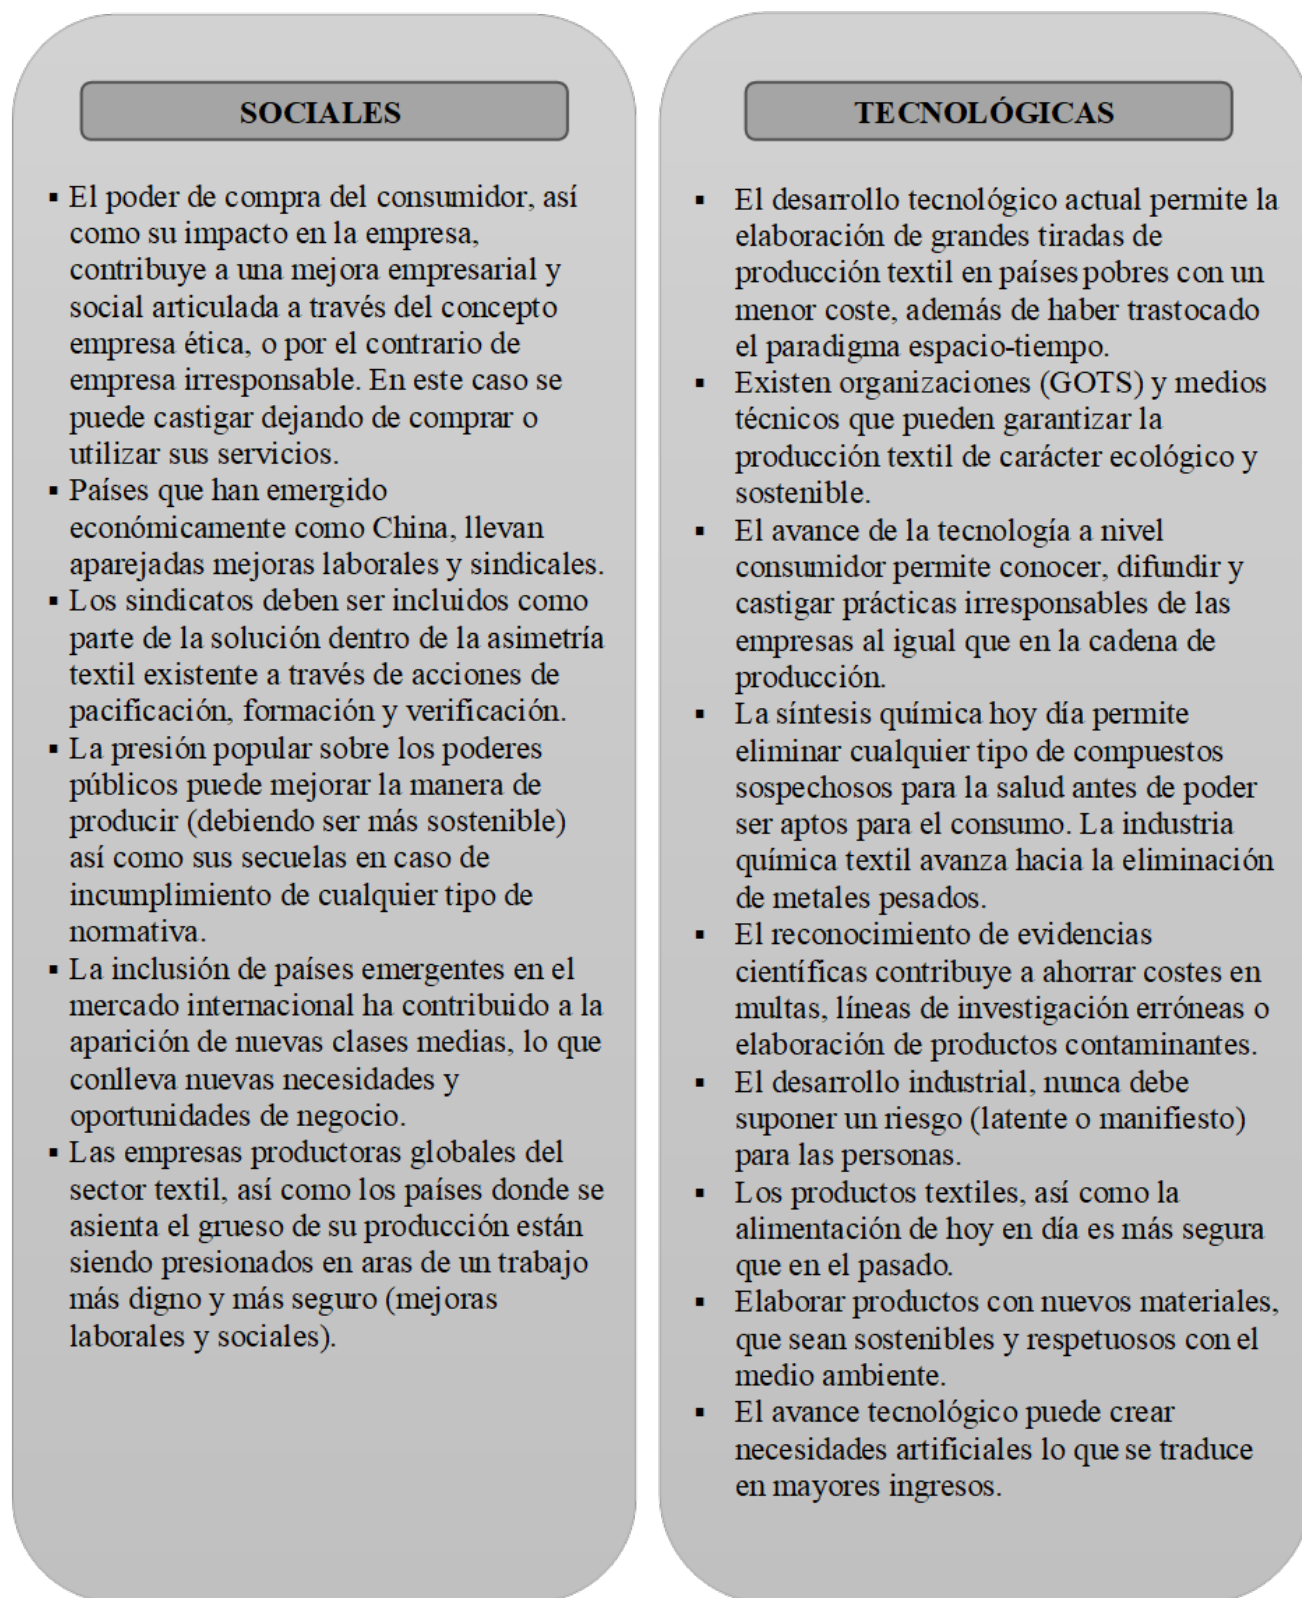 SOCIALES
▪ El poder de compra del consumidor, así
como su impacto en la empresa,
contribuye a una mejora empresarial y
social articulada a través del concepto
empresa ética, o por el contrario de
empresa irresponsable. En este caso se
puede castigar dejando de comprar o
utilizar sus servicios.
▪ Países que han emergido
económicamente como China, llevan
aparejadas mejoras laborales y sindicales.
▪ Los sindicatos deben ser incluidos como
parte de la solución dentro de la asimetría
textil existente a través de acciones de
pacificación, formación y verificación.
▪ La presión popular sobre los poderes
públicos puede mejorar la manera de
producir (debiendo ser más sostenible)
así como sus secuelas en caso de
incumplimiento de cualquier tipo de
normativa.
▪ La inclusión de países emergentes en el
mercado internacional ha contribuido a la
aparición de nuevas clases medias, lo que
conlleva nuevas necesidades y
oportunidades de negocio.
▪ Las empresas productoras globales del
sector textil, así como los países donde se
asienta el grueso de su producción están
siendo presionados en aras de un trabajo
más digno y más seguro (mejoras
laborales y sociales).
TECNOLÓGICAS
▪ El desarrollo tecnológico actual permite la
elaboración de grandes tiradas de
producción textil en países pobres con un
menor coste, además de haber trastocado
el paradigma espacio-tiempo.
▪ Existen organizaciones (GOTS) y medios
técnicos que pueden garantizar la
producción textil de carácter ecológico y
sostenible.
▪ El avance de la tecnología a nivel
consumidor permite conocer, difundir y
castigar prácticas irresponsables de las
empresas al igual que en la cadena de
producción.
▪ La síntesis química hoy día permite
eliminar cualquier tipo de compuestos
sospechosos para la salud antes de poder
ser aptos para el consumo. La industria
química textil avanza hacia la eliminación
de metales pesados.
▪ El reconocimiento de evidencias
científicas contribuye a ahorrar costes en
multas, líneas de investigación erróneas o
elaboración de productos contaminantes.
▪ El desarrollo industrial, nunca debe
suponer un riesgo (latente o manifiesto)
para las personas.
▪ Los productos textiles, así como la
alimentación de hoy en día es más segura
que en el pasado.
▪ Elaborar productos con nuevos materiales,
que sean sostenibles y respetuosos con el
medio ambiente.
▪ El avance tecnológico puede crear
necesidades artificiales lo que se traduce
en mayores ingresos.